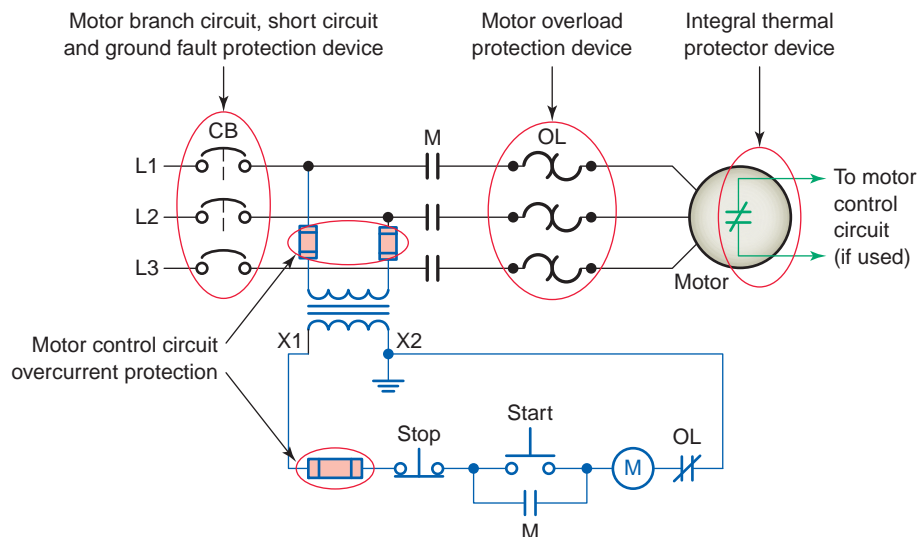 Motor branch circuit, short circuit
and ground fault protection device
Motor overload
protection device
Integral thermal
protector device
CB
M
OL
L1
L2
L3
To motor
control
circuit
(if used)
Motor
X1
X2
Motor control circuit
overcurrent protection
Stop
Start
OL
M
M